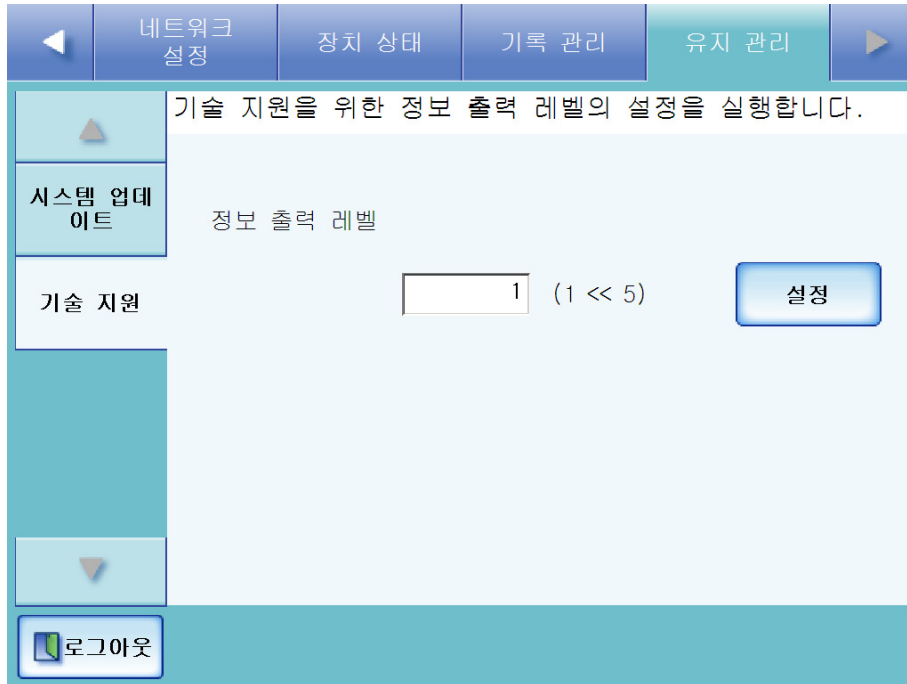 네트워크
설정
장치 상태
기록 관리
유지 관리
기술 지원을 위한 정보 출력 레벨의 설정을 실행합니다.
시스템 업데
이트
기술 지원
정보 출력 레벨
1 (1 << 5)
설정
로그아웃